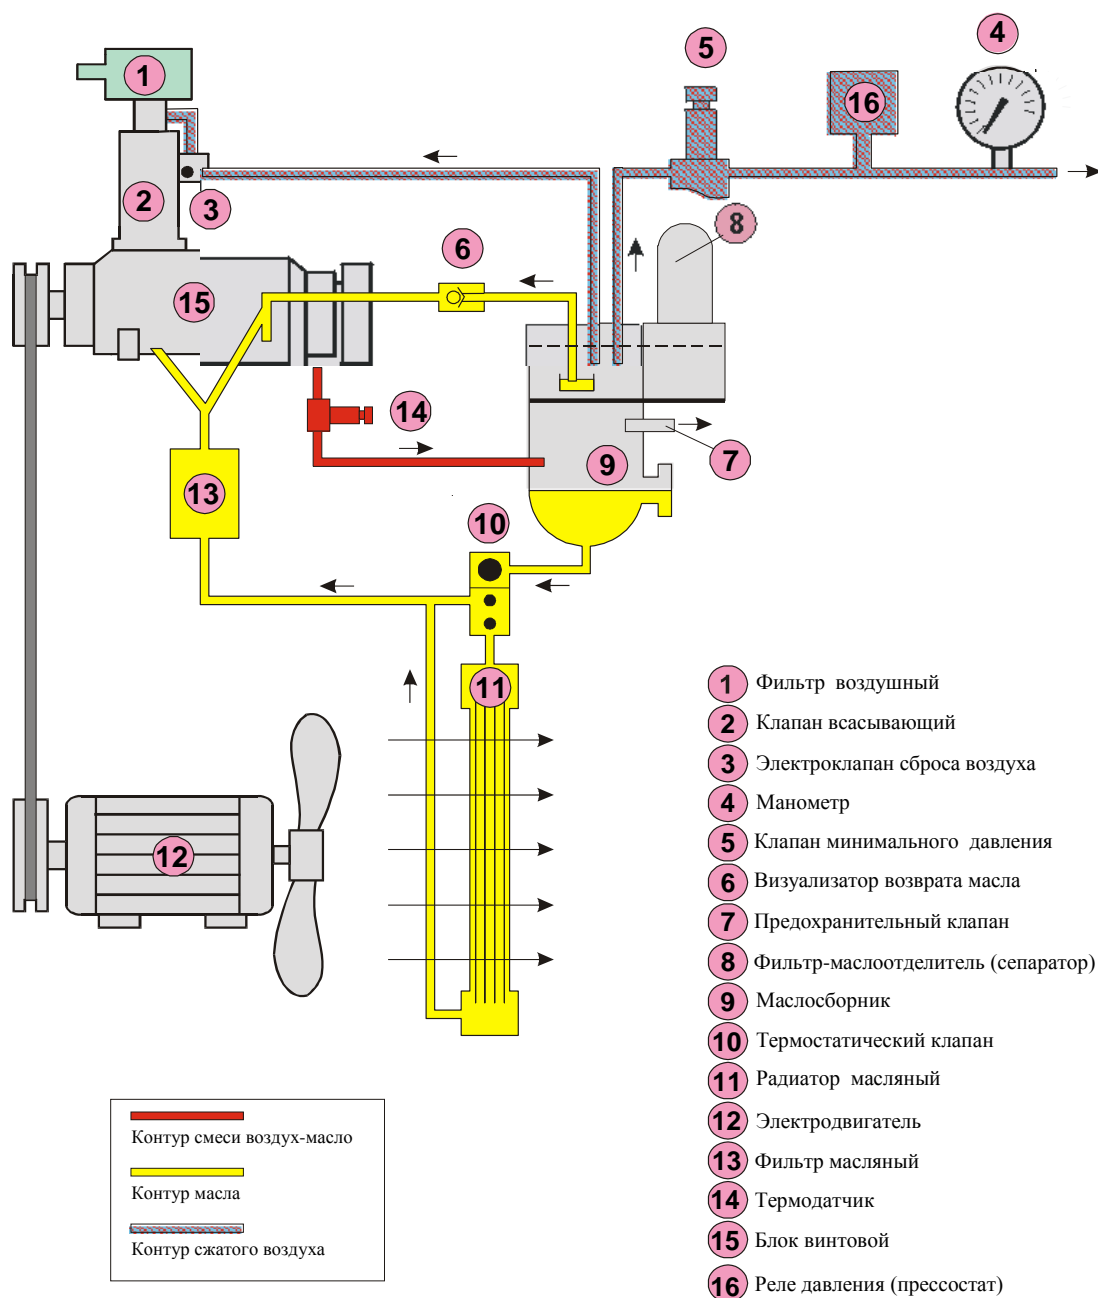 1
2
3
4
5
6
7
8
9
10
11
12
13
14
15
16
1 Фильтр воздушный
2 Клапан всасывающий
3 Электроклапан сброса воздуха
4 Манометр
5 Клапан минимального давления
6 Визуализатор возврата масла
7 Предохранительный клапан
8 Фильтр-маслоотделитель (сепаратор)
9 Маслосборник
10 Термостатический клапан
11 Радиатор масляный
12 Электродвигатель
13 Фильтр масляный
14 Термодатчик
15 Блок винтовой
16 Реле давления (прессостат)
Контур смеси воздух-масло
Контур масла
Контур сжатого воздуха